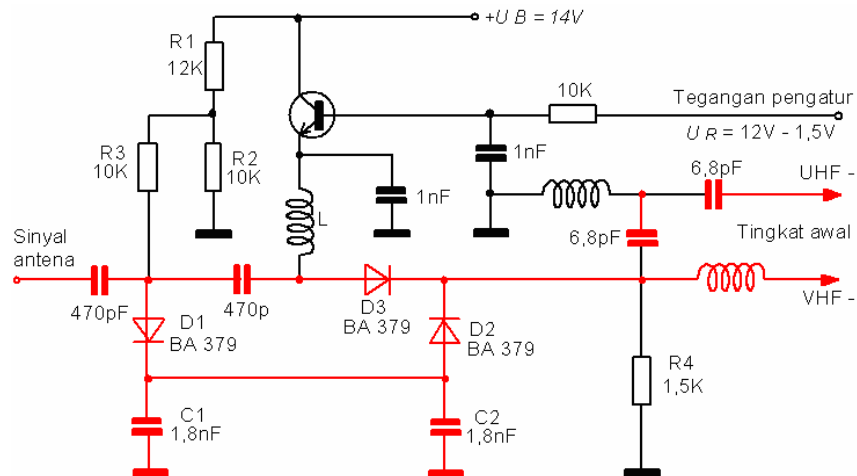 +U B = 14V
R1
12K
10K
Tegangan pengatur
U R = 12V - 1,5V
R3
10K
R2
10K
1nF
1nF
6,8pF
UHF -
L
6,8pF
Tingkat awal
Sinyal
antena
470pF
470p
D3
BA 379
VHF -
D1
BA 379
D2
BA 379
R4
1,5K
C1
1,8nF
C2
1,8nF